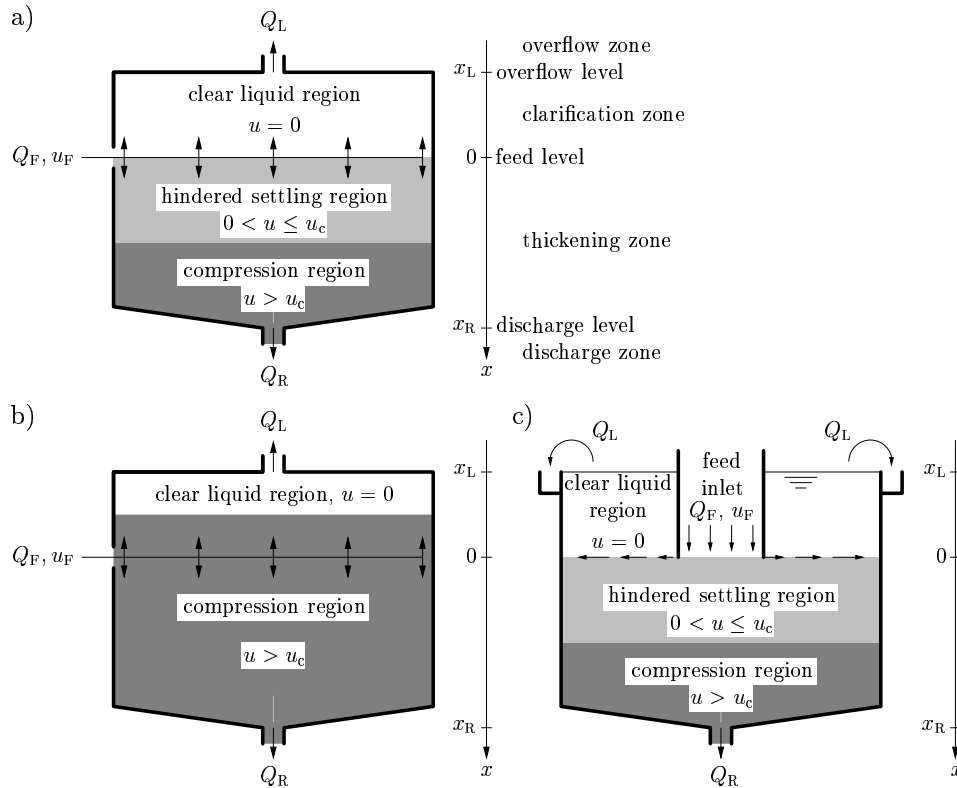 a)
Q_L
clear liquid region
u = 0
Q_F, u_F
hindered settling region
0 < u ≤ u_c
compression region
u > u_c
Q_R
overflow zone
x_L overflow level
clarification zone
0 feed level
thickening zone
x_R discharge level
discharge zone
x
b)
Q_L
clear liquid region, u = 0
Q_F, u_F
compression region
u > u_c
Q_R
x_L
0
x_R
x
c)
Q_L
Q_L
feed
inlet
Q_F, u_F
clear liquid
region
u = 0
hindered settling region
0 < u ≤ u_c
compression region
u > u_c
Q_R
x_L
0
x_R
x